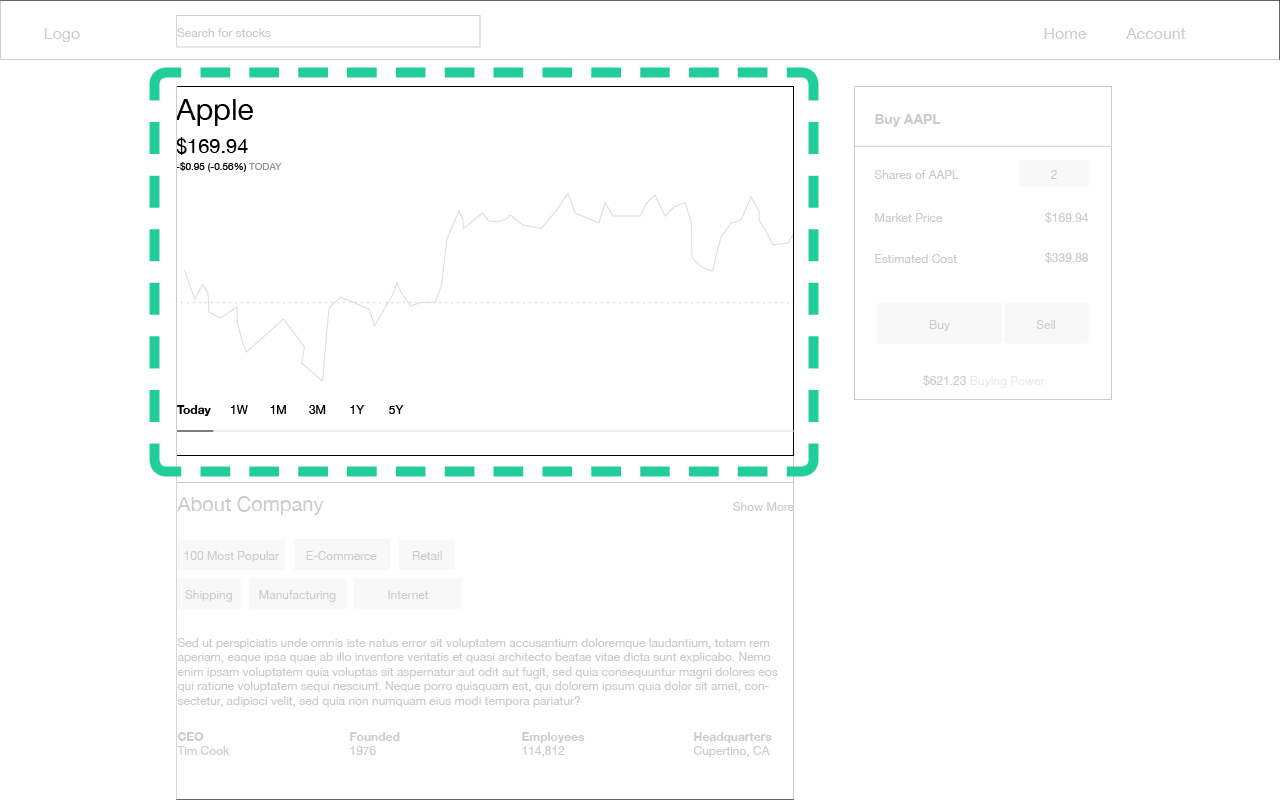 Logo
Search for stocks
Home
Account
Apple
$169.94
-$0.95 (-0.56%) TODAY
Today 1W 1M 3M 1Y 5Y
Buy AAPL
Shares of AAPL 2
Market Price $169.94
Estimated Cost $339.88
Buy Sell
$621.23 Buying Power
About Company Show More
100 Most Popular E-Commerce Retail
Shipping Manufacturing Internet
Sed ut perspiciatis unde omnis iste natus error sit voluptatem accusantium doloremque laudantium, totam rem
aperiam, eaque ipsa quae ab illo inventore veritatis et quasi architecto beatae vitae dicta sunt explicabo. Nemo
enim ipsam voluptatem quia voluptas sit aspernatur aut odit aut fugit, sed quia consequuntur magni dolores eos
qui ratione voluptatem sequi nesciunt. Neque porro quisquam est, qui dolorem ipsum quia dolor sit amet, con-
sectetur, adipisci velit, sed quia non numquam eius modi tempora pariatur?
CEO Founded Employees Headquarters
Tim Cook 1976 114,812 Cupertino, CA